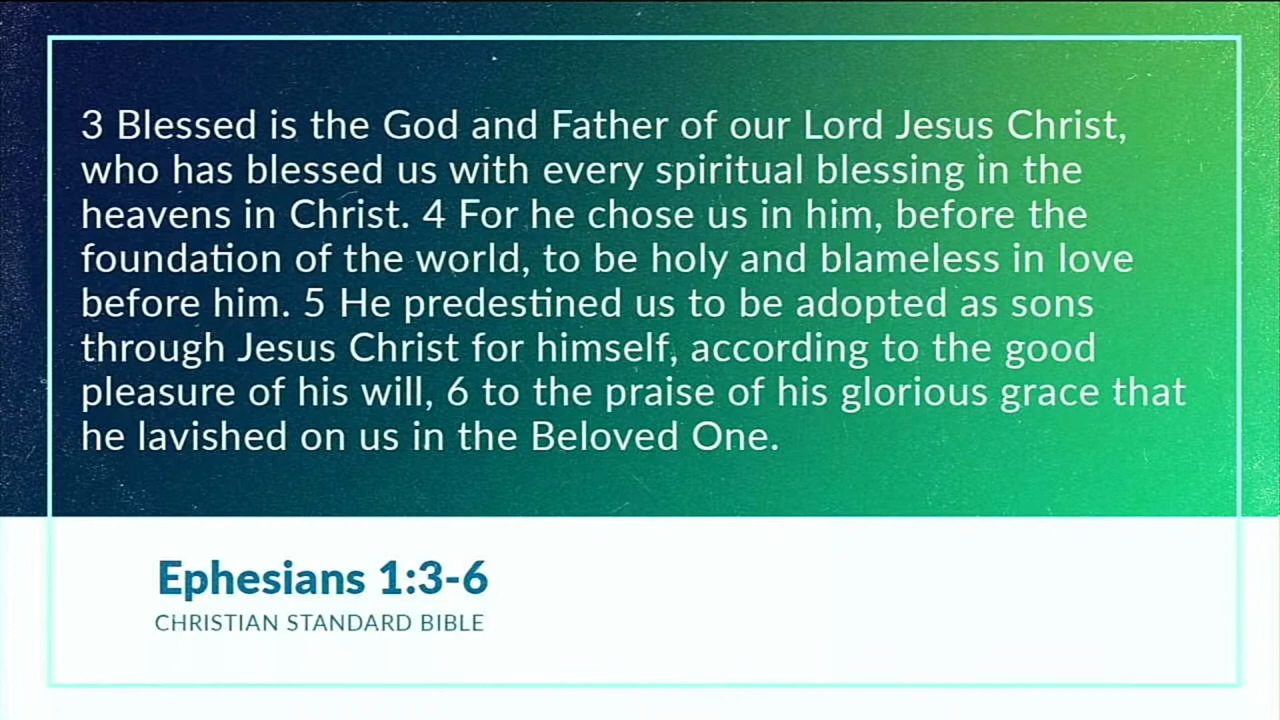 3 Blessed is the God and Father of our Lord Jesus Christ,
who has blessed us with every spiritual blessing in the
heavens in Christ. 4 For he chose us in him, before the
foundation of the world, to be holy and blameless in love
before him. 5 He predestined us to be adopted as sons
through Jesus Christ for himself, according to the good
pleasure of his will, 6 to the praise of his glorious grace that
he lavished on us in the Beloved One.
Ephesians 1:3-6
CHRISTIAN STANDARD BIBLE